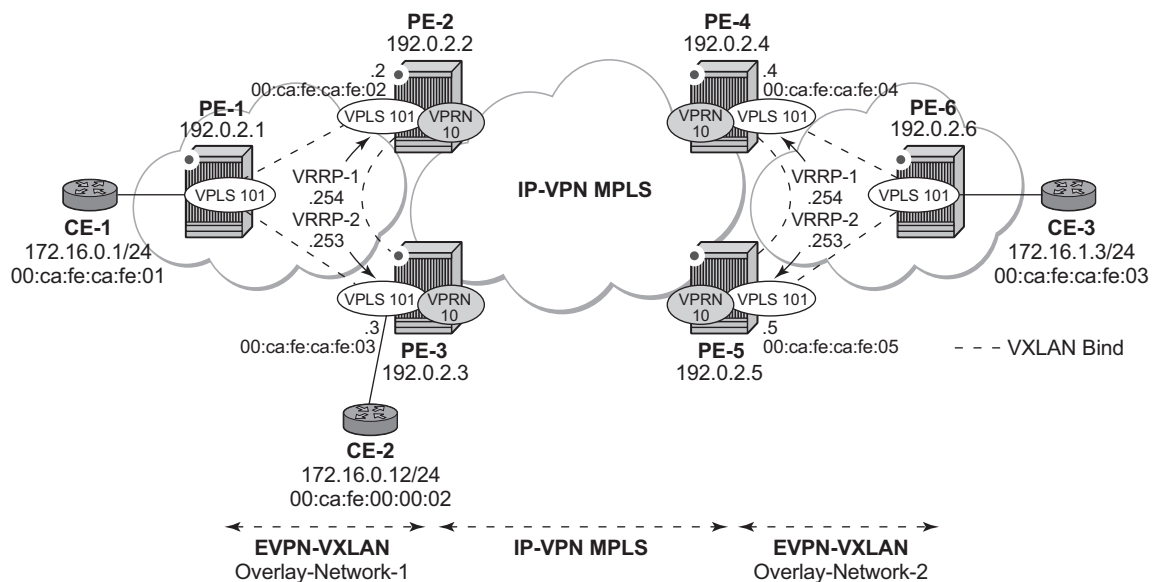 PE-2
192.0.2.2
.2
00:ca:fe:ca:fe:02
VPLS 101
VPRN
10
PE-4
192.0.2.4
.4
00:ca:fe:ca:fe:04
VPRN
10
VPLS 101
PE-1
192.0.2.1
VPLS 101
CE-1
172.16.0.1/24
00:ca:fe:ca:fe:01
VRRP-1
.254
VRRP-2
.253
IP-VPN MPLS
VRRP-1
.254
VRRP-2
.253
PE-6
192.0.2.6
VPLS 101
CE-3
172.16.1.3/24
00:ca:fe:ca:fe:03
VPLS 101
VPRN
10
.3
00:ca:fe:ca:fe:03
PE-3
192.0.2.3
VPRN
10
VPLS 101
.5
00:ca:fe:ca:fe:05
PE-5
192.0.2.5
VXLAN Bind
CE-2
172.16.0.12/24
00:ca:fe:00:00:02
EVPN-VXLAN
Overlay-Network-1
IP-VPN MPLS
EVPN-VXLAN
Overlay-Network-2